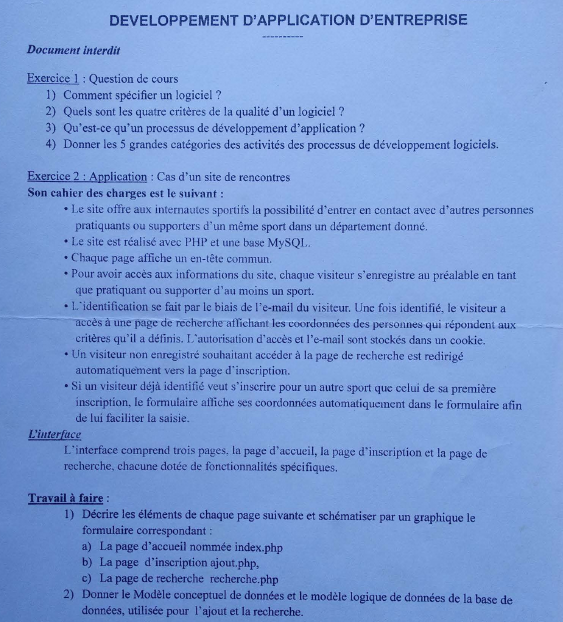 DEVELOPPEMENT D'APPLICATION D'ENTREPRISE
----------
Document interdit
Exercice 1 : Question de cours
1) Comment spécifier un logiciel ?
2) Quels sont les quatre critères de la qualité d'un logiciel ?
3) Qu'est-ce qu'un processus de développement d'application ?
4) Donner les 5 grandes catégories des activités des processus de développement logiciels.
Exercice 2 : Application : Cas d'un site de rencontres
Son cahier des charges est le suivant :
• Le site offre aux internautes sportifs la possibilité d'entrer en contact avec d'autres personnes
pratiquants ou supporters d'un même sport dans un département donné.
• Le site est réalisé avec PHP et une base MySQL.
• Chaque page affiche un en-tête commun.
• Pour avoir accès aux informations du site, chaque visiteur s'enregistre au préalable en tant
que pratiquant ou supporter d'au moins un sport.
• L'identification se fait par le biais de l'e-mail du visiteur. Une fois identifié, le visiteur a
accès à une page de recherche affichant les coordonnées des personnes qui répondent aux
critères qu'il a définis. L'autorisation d'accès et l'e-mail sont stockés dans un cookie.
• Un visiteur non enregistré souhaitant accéder à la page de recherche est redirigé
automatiquement vers la page d'inscription.
• Si un visiteur déjà identifié veut s'inscrire pour un autre sport que celui de sa première
inscription, le formulaire affiche ses coordonnées automatiquement dans le formulaire afin
de lui faciliter la saisie.
L'interface
L'interface comprend trois pages, la page d'accueil, la page d'inscription et la page de
recherche, chacune dotée de fonctionnalités spécifiques.
Travail à faire :
1) Décrire les éléments de chaque page suivante et schématiser par un graphique le
formulaire correspondant :
a) La page d'accueil nommée index.php
b) La page d'inscription ajout.php,
c) La page de recherche recherche.php
2) Donner le Modèle conceptuel de données et le modèle logique de données de la base de
données, utilisée pour l'ajout et la recherche.